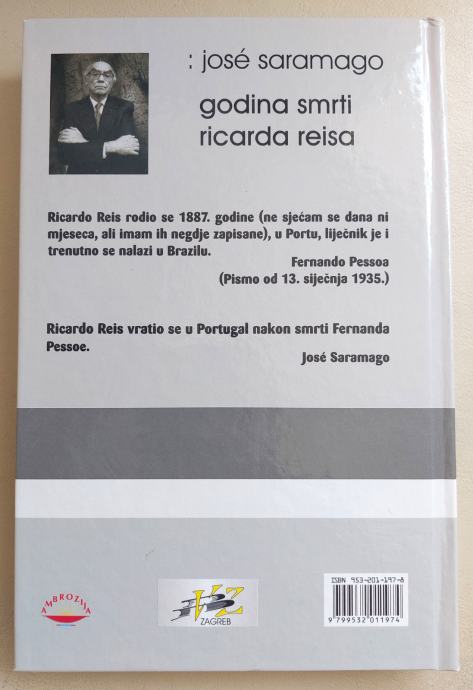 : josé saramago
godina smrti
ricarda reisa
Ricardo Reis rodio se 1887. godine (ne sjećam se dana ni
mjeseca, ali imam ih negdje zapisane), u Portu, liječnik je i
trenutno se nalazi u Brazilu.
Fernando Pessoa
(Pismo od 13. siječnja 1935.)
Ricardo Reis vratio se u Portugal nakon smrti Fernanda
Pessoe.
José Saramago
AMBROZIJA
VZ
ZAGREB
ISBN 953-201-197-8
9 799532 011974